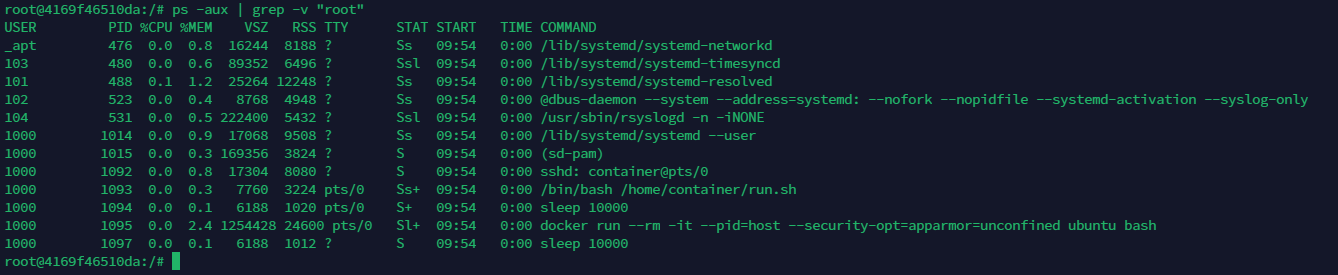 root@4169f46510da:/# ps -aux | grep -v "root"
USER         PID %CPU %MEM    VSZ   RSS TTY      STAT START   TIME COMMAND
_apt         476  0.0  0.8  16244  8188 ?        Ss   09:54   0:00 /lib/systemd/systemd-networkd
103          480  0.0  0.6  89352  6496 ?        Ssl  09:54   0:00 /lib/systemd/systemd-timesyncd
101          488  0.1  1.2  25264 12248 ?        Ss   09:54   0:00 /lib/systemd/systemd-resolved
102          523  0.0  0.4   8768  4948 ?        Ss   09:54   0:00 @dbus-daemon --system --address=systemd: --nofork --nopidfile --systemd-activation --syslog-only
104          531  0.0  0.5 222400  5432 ?        Ssl  09:54   0:00 /usr/sbin/rsyslogd -n -iNONE
1000        1014  0.0  0.9  17068  9508 ?        Ss   09:54   0:00 /lib/systemd/systemd --user
1000        1015  0.0  0.3 169356  3824 ?        S    09:54   0:00 (sd-pam)
1000        1092  0.0  0.8  17304  8080 ?        S    09:54   0:00 sshd: container@pts/0
1000        1093  0.0  0.3   7760  3224 pts/0    Ss+  09:54   0:00 /bin/bash /home/container/run.sh
1000        1094  0.0  0.1   6188  1020 pts/0    S+   09:54   0:00 sleep 10000
1000        1095  0.0  2.4 1254428 24600 pts/0   Sl+  09:54   0:00 docker run --rm -it --pid=host --security-opt=apparmor=unconfined ubuntu bash
1000        1097  0.0  0.1   6188  1012 ?        S    09:54   0:00 sleep 10000
root@4169f46510da:/#